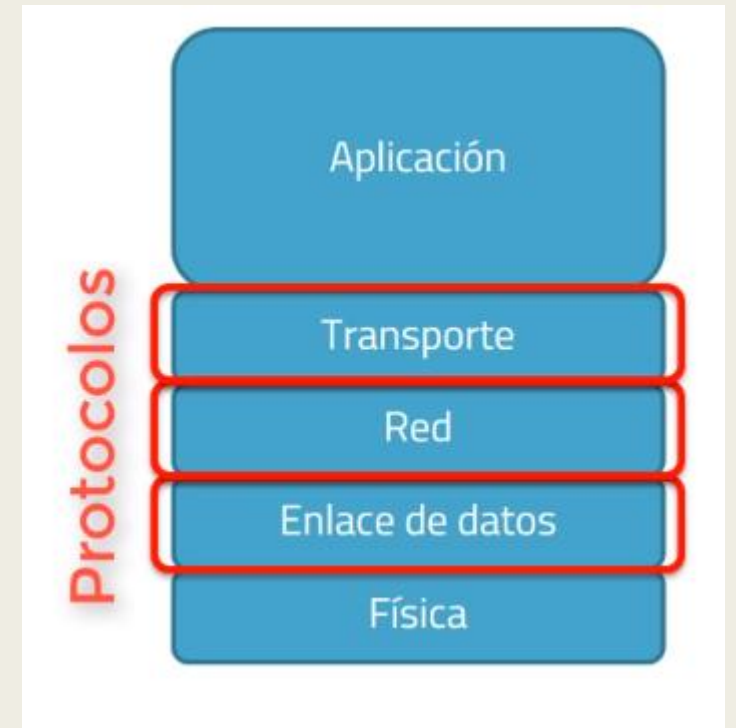 Protocolos
Aplicación
Transporte
Red
Enlace de datos
Física